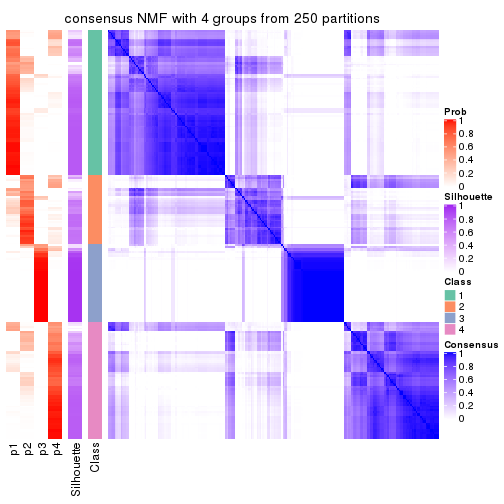 consensus NMF with 4 groups from 250 partitions
Prob
1
0.8
0.6
0.4
0.2
0
Silhouette
1
0.8
0.6
0.4
0.2
0
Class
1
2
3
4
Consensus
1
0.8
0.6
0.4
0.2
0
p1
p2
p3
p4
Silhouette
Class